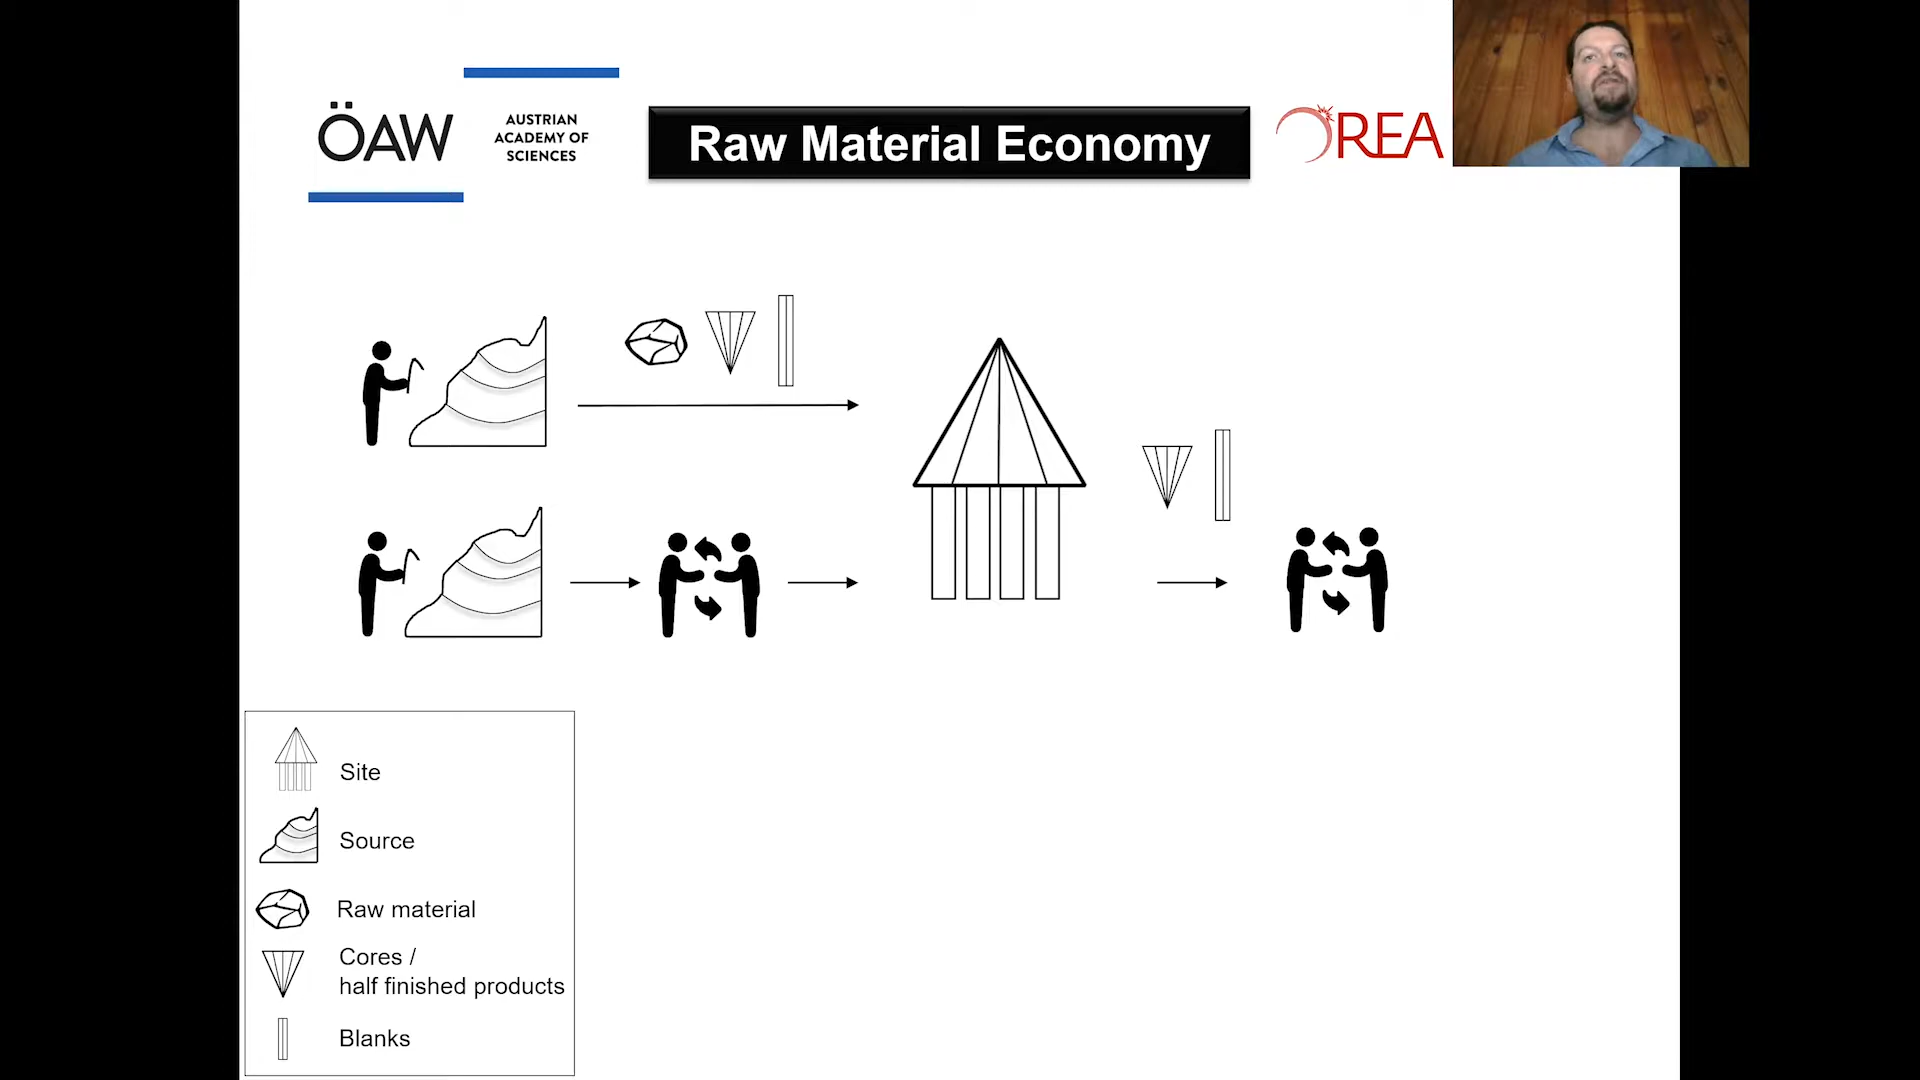 ÖAW
AUSTRIAN
ACADEMY OF
SCIENCES
Raw Material Economy
OREA
Site
Source
Raw material
Cores /
half finished products
Blanks